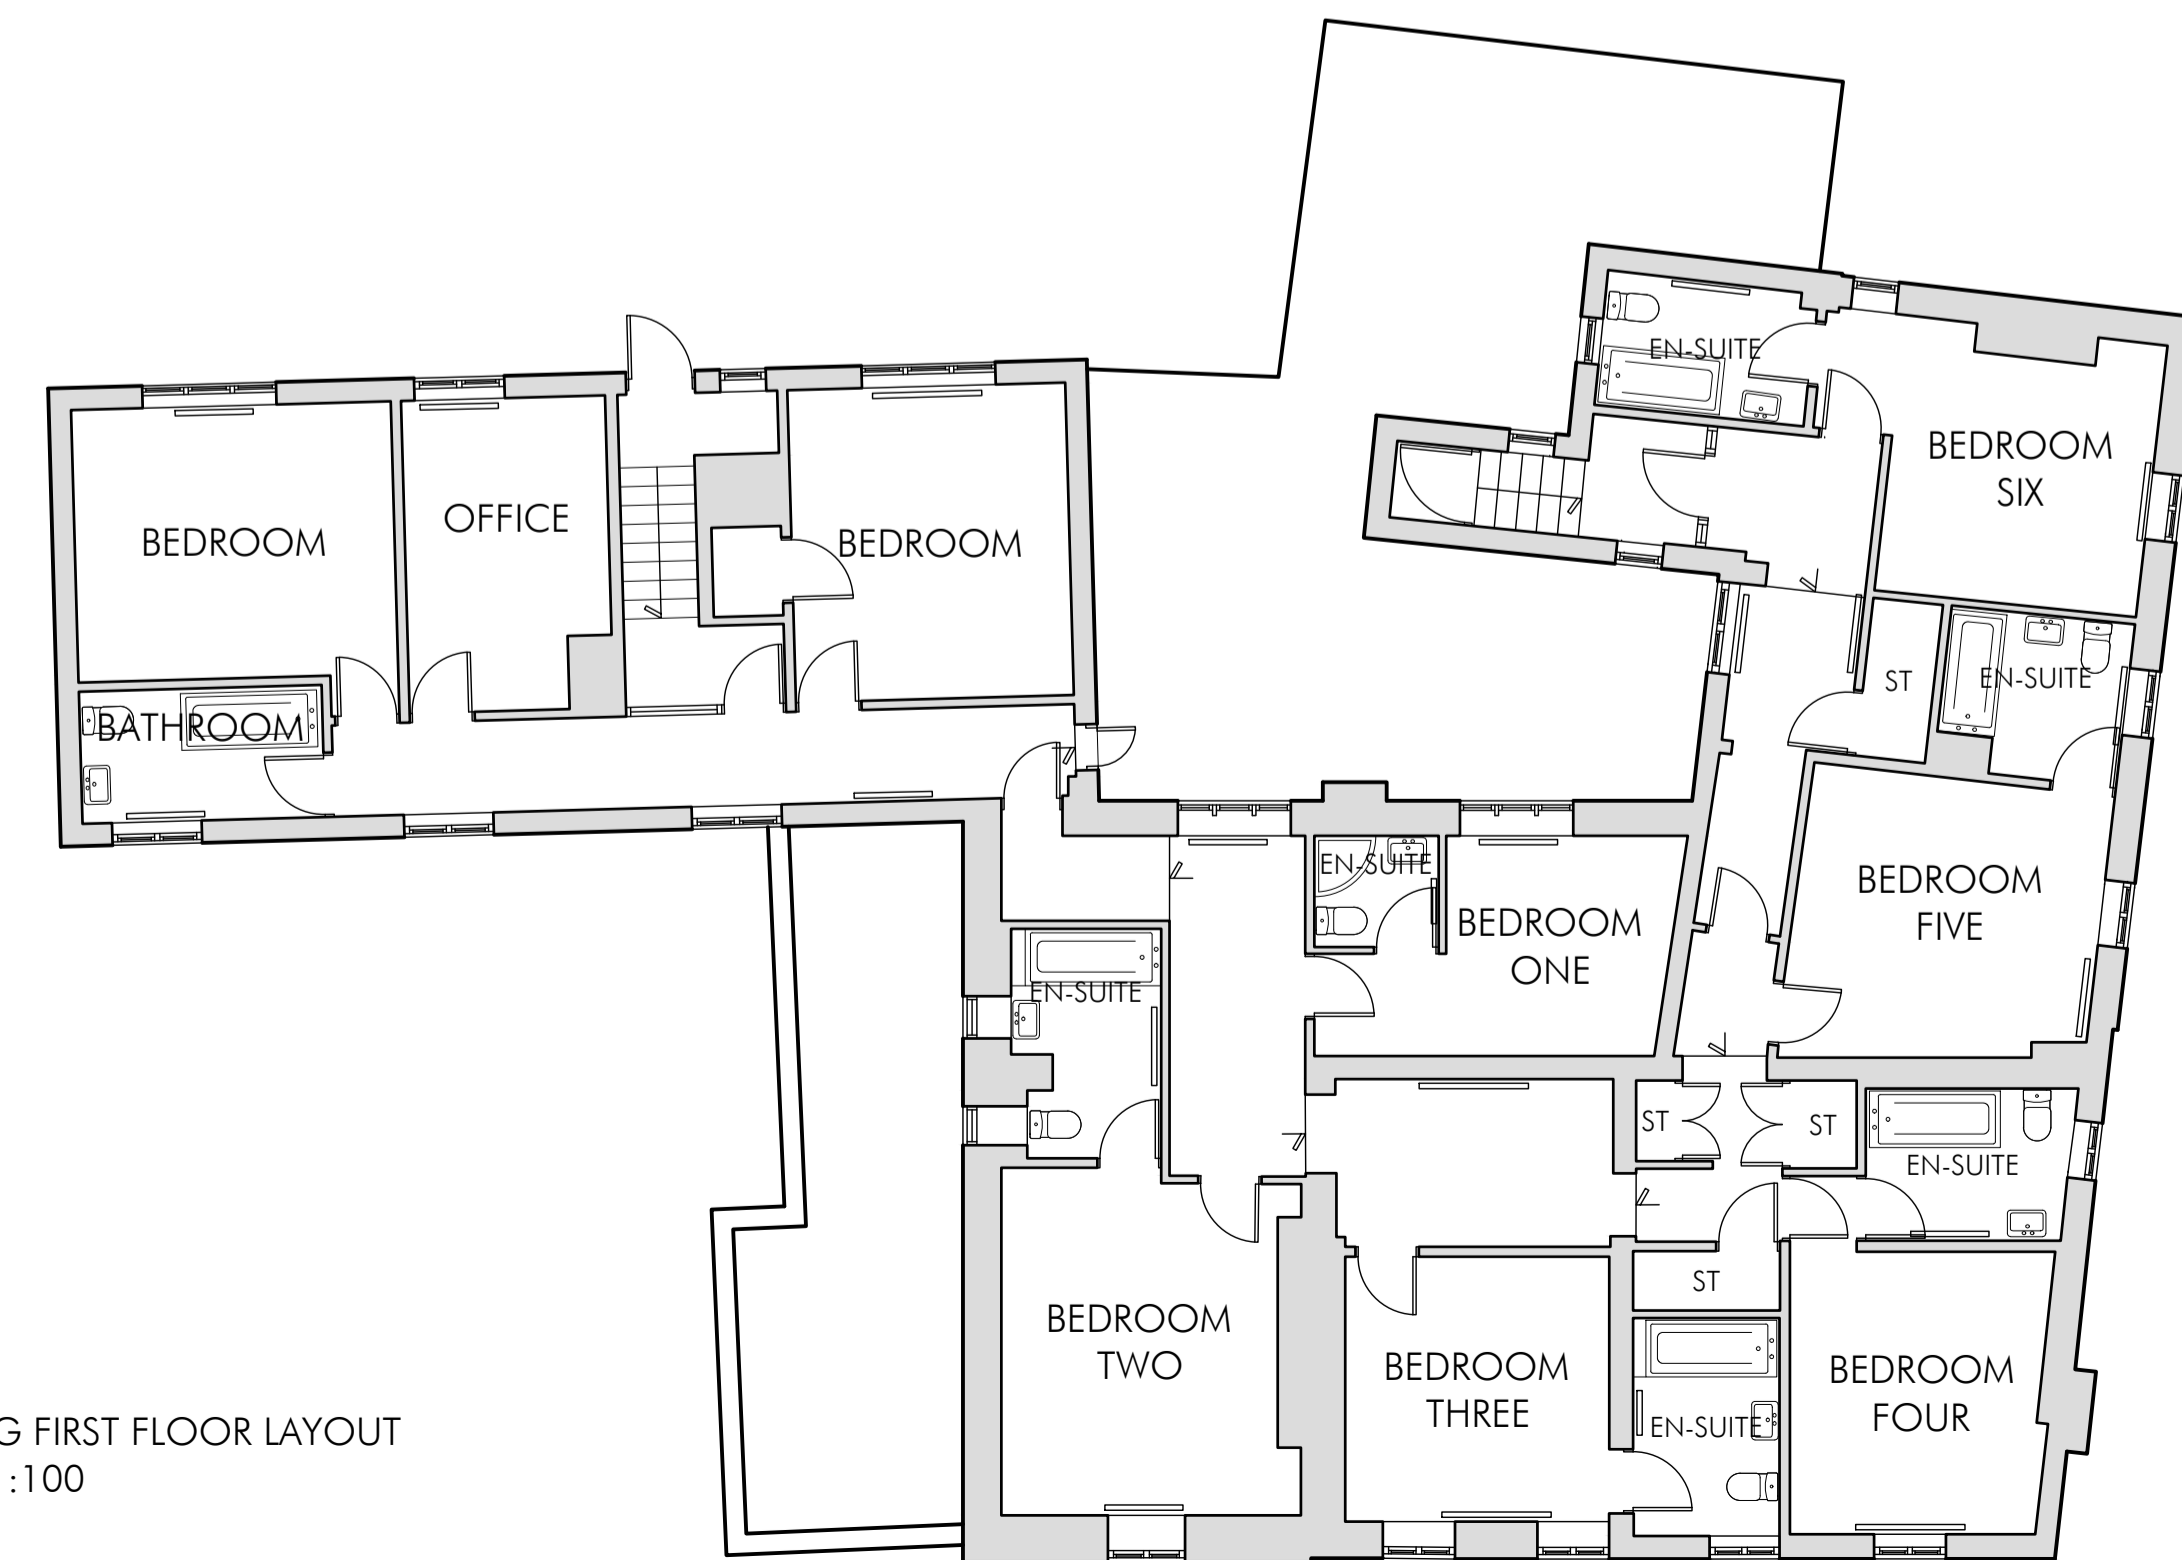 EN-SUITE
BEDROOM
SIX
BEDROOM
OFFICE
BEDROOM
BATHROOM
ST
EN-SUITE
EN-SUITE
BEDROOM
ONE
BEDROOM
FIVE
EN-SUITE
ST
ST
EN-SUITE
ST
BEDROOM
TWO
BEDROOM
THREE
EN-SUITE
BEDROOM
FOUR
G FIRST FLOOR LAYOUT
:100